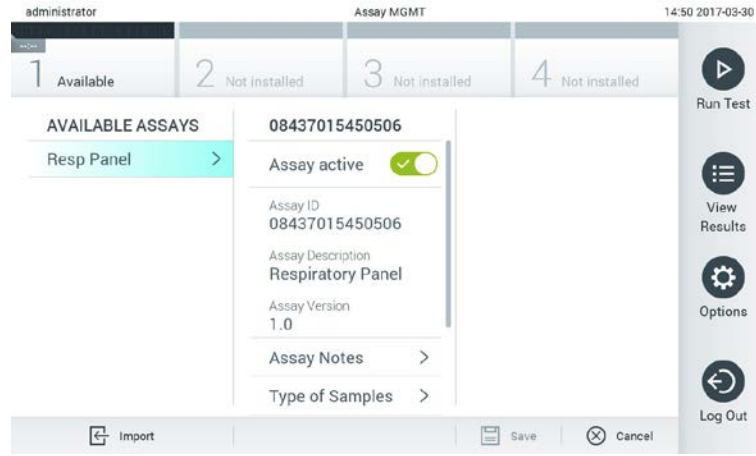 administrator
Assay MGMT
14:50 2017-03-30
--:--
1 Available
2 Not installed
3 Not installed
4 Not installed
AVAILABLE ASSAYS
Resp Panel
08437015450506
Assay active
Assay ID
08437015450506
Assay Description
Respiratory Panel
Assay Version
1.0
Assay Notes
Type of Samples
Import
Save
Cancel
Run Test
View
Results
Options
Log Out